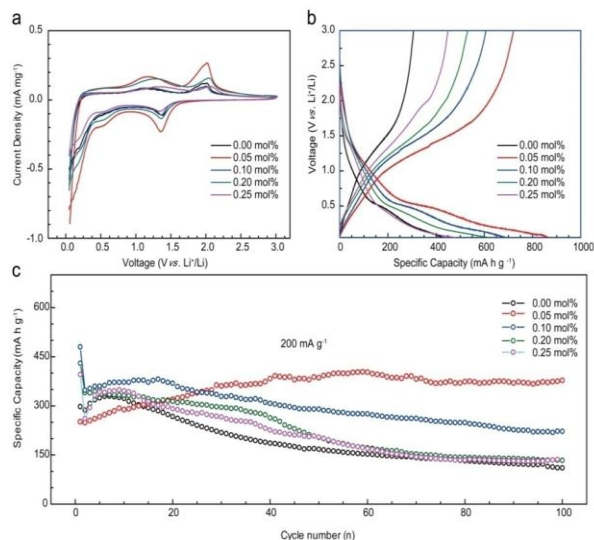 a
0.5
0.0
-0.5
-1.0
Current Density (mA mg⁻¹)
0.00 mol%
0.05 mol%
0.10 mol%
0.20 mol%
0.25 mol%
0.0 0.5 1.0 1.5 2.0 2.5 3.0
Voltage (V vs. Li⁺/Li)
b
3.0
2.5
2.0
1.5
1.0
0.5
Voltage (V vs. Li⁺/Li)
0.00 mol%
0.05 mol%
0.10 mol%
0.20 mol%
0.25 mol%
0 200 400 600 800 1000
Specific Capacity (mA h g⁻¹)
c
600
450
300
150
0
Specific Capacity (mA h g⁻¹)
200 mA g⁻¹
0.00 mol%
0.05 mol%
0.10 mol%
0.20 mol%
0.25 mol%
0 20 40 60 80 100
Cycle number (n)